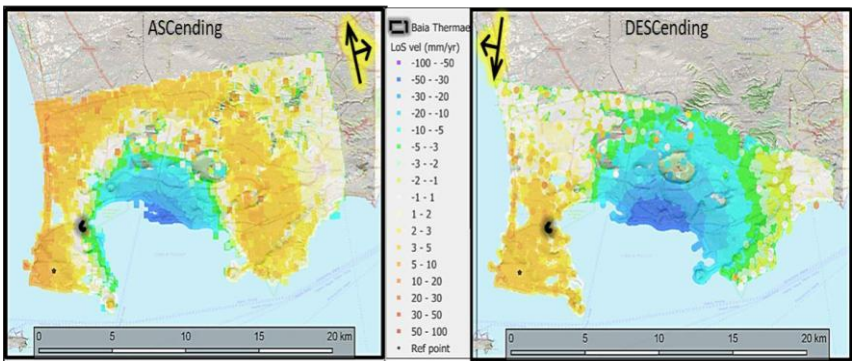 ASCending
0 5 10 15 20 km
Baia Thermae
LoS vel (mm/yr)
-100 - -50
-50 - -30
-30 - -20
-20 - -10
-10 - -5
-5 - -3
-3 - -2
-2 - -1
-1 - 1
1 - 2
2 - 3
3 - 5
5 - 10
10 - 20
20 - 30
30 - 50
50 - 100
Ref point
DESCending
0 5 10 15 20 km